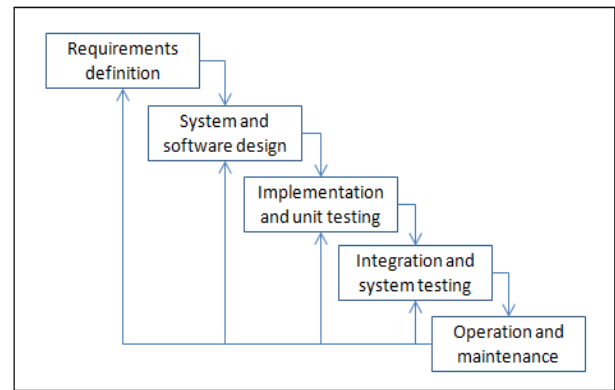 Requirements
definition
System and
software design
Implementation
and unit testing
Integration and
system testing
Operation and
maintenance